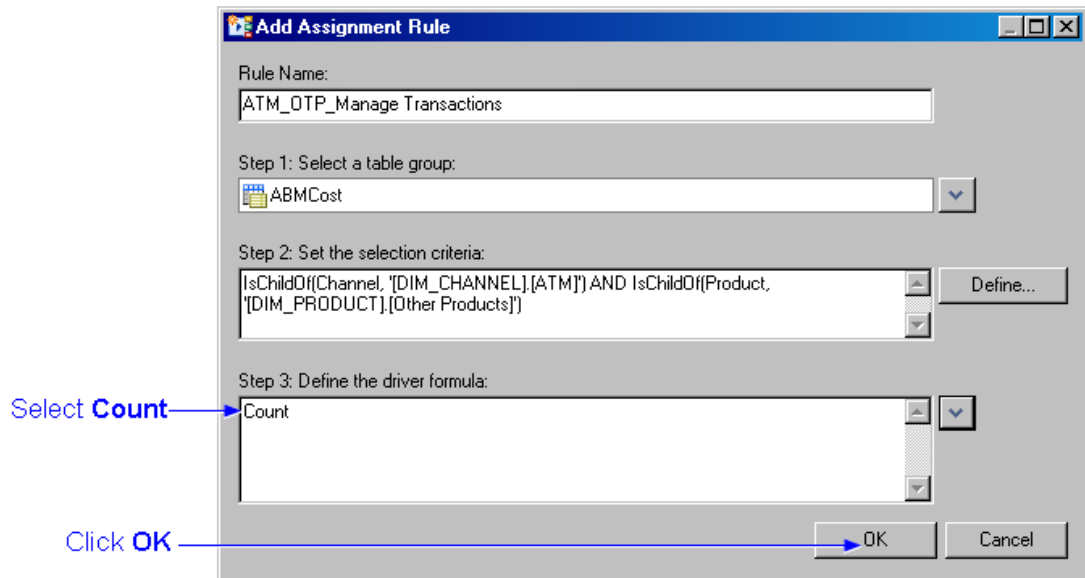 Add Assignment Rule
Rule Name:
ATM_OTP_Manage Transactions
Step 1: Select a table group:
ABMCost
Step 2: Set the selection criteria:
IsChildOf(Channel, '[DIM_CHANNEL].[ATM]') AND IsChildOf(Product,
'[DIM_PRODUCT].[Other Products]')
Define...
Step 3: Define the driver formula:
Select Count
Count
Click OK
OK
Cancel